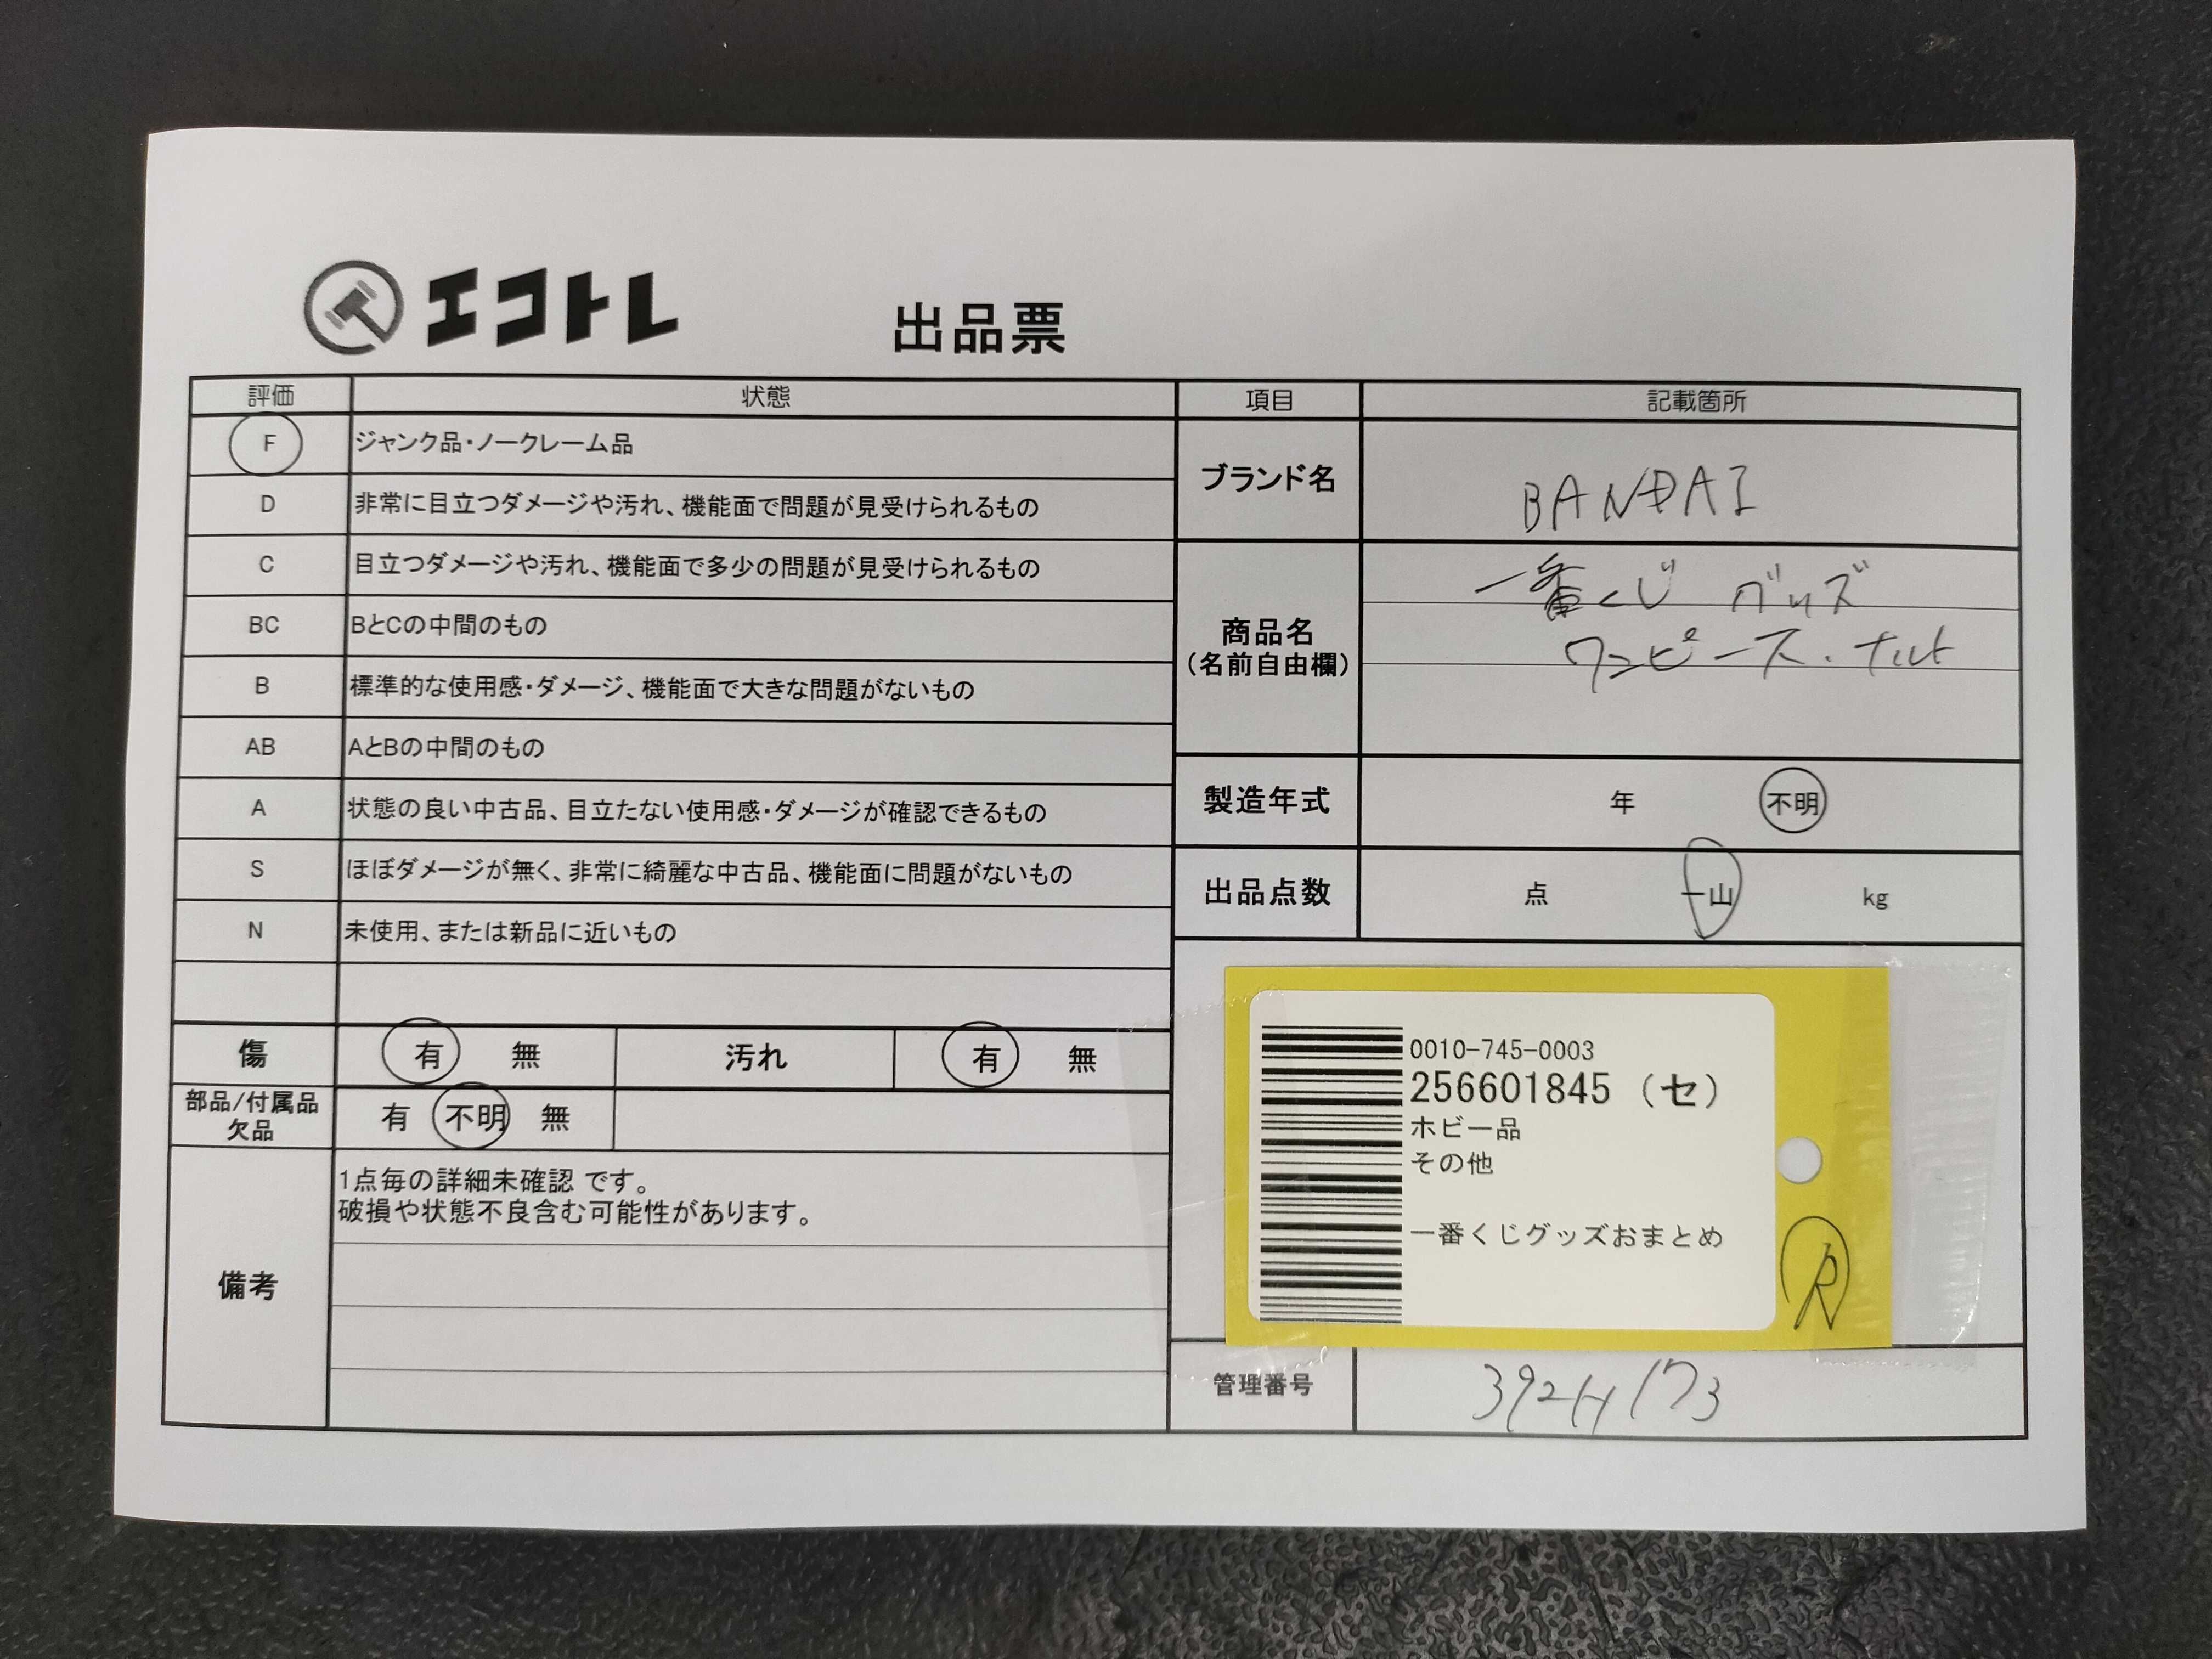 エコトレ
出品票
評価 状態
F ジャンク品・ノークレーム品
D 非常に目立つダメージや汚れ、機能面で問題が見受けられるもの
C 目立つダメージや汚れ、機能面で多少の問題が見受けられるもの
BC BとCの中間のもの
B 標準的な使用感・ダメージ、機能面で大きな問題がないもの
AB AとBの中間のもの
A 状態の良い中古品、目立たない使用感・ダメージが確認できるもの
S ほぼダメージが無く、非常に綺麗な中古品、機能面に問題がないもの
N 未使用、または新品に近いもの
傷 有 無 汚れ 有 無
部品/付属品
欠品
有 不明 無
備考
1点毎の詳細未確認 です。
破損や状態不良含む可能性があります。
項目 記載箇所
ブランド名 BANDAI
商品名
(名前自由欄)
一番くじ グッズ
ワンピース・ナルト
製造年式 年 不明
出品点数 点 一山 kg
0010-745-0003
256601845 (セ)
ホビー品
その他
一番くじグッズおまとめ
R
管理番号 392H173